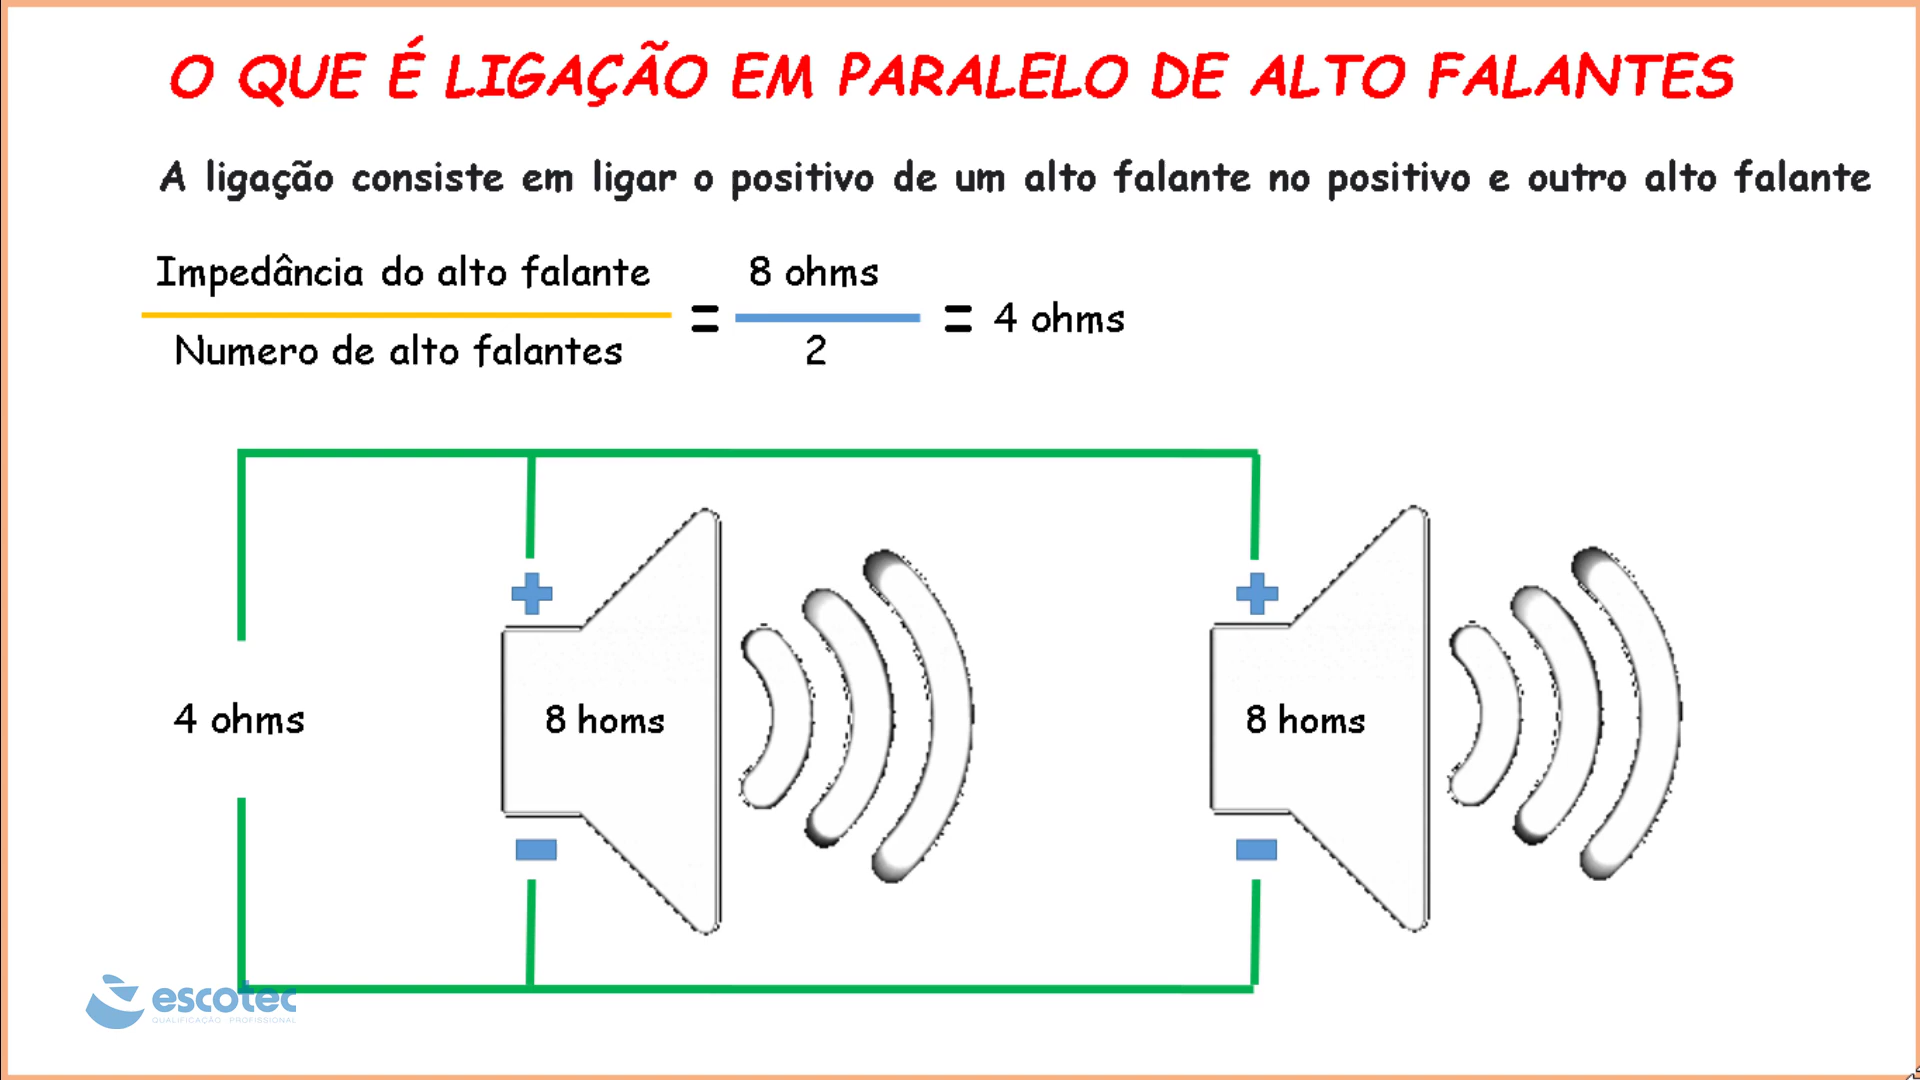 O QUE É LIGAÇÃO EM PARALELO DE ALTO FALANTES
A ligação consiste em ligar o positivo de um alto falante no positivo e outro alto falante
Impedância do alto falante
Numero de alto falantes
=
8 ohms
2
= 4 ohms
4 ohms
8 homs
8 homs
escotec
QUALIFICAÇÃO PROFISSIONAL